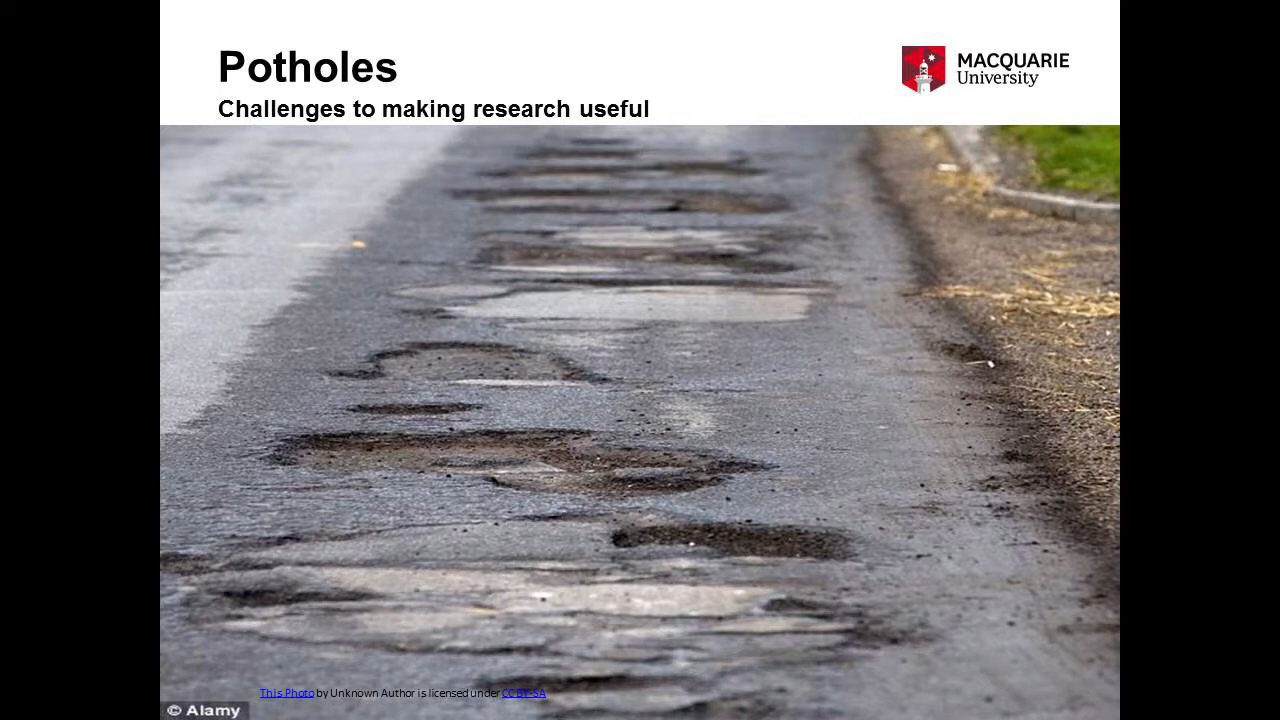 Potholes
Challenges to making research useful
MACQUARIE
University
This Photo by Unknown Author is licensed under CC BY-SA
© Alamy